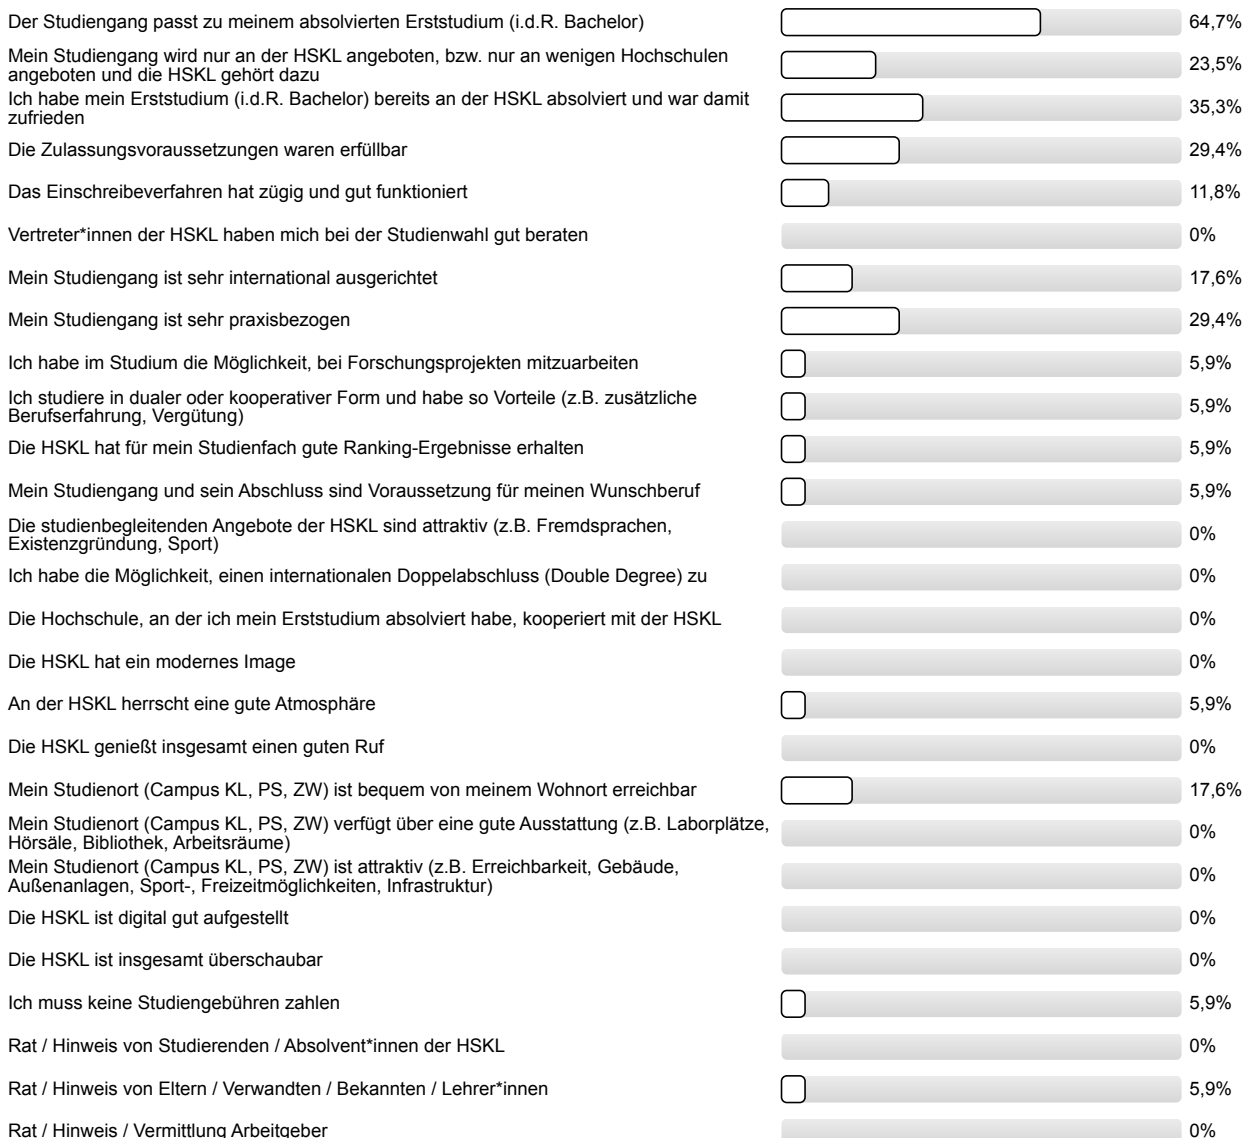 Der Studiengang passt zu meinem absolvierten Erststudium (i.d.R. Bachelor) 64,7%
Mein Studiengang wird nur an der HSKL angeboten, bzw. nur an wenigen Hochschulen
angeboten und die HSKL gehört dazu 23,5%
Ich habe mein Erststudium (i.d.R. Bachelor) bereits an der HSKL absolviert und war damit
zufrieden 35,3%
Die Zulassungsvoraussetzungen waren erfüllbar 29,4%
Das Einschreibeverfahren hat zügig und gut funktioniert 11,8%
Vertreter*innen der HSKL haben mich bei der Studienwahl gut beraten 0%
Mein Studiengang ist sehr international ausgerichtet 17,6%
Mein Studiengang ist sehr praxisbezogen 29,4%
Ich habe im Studium die Möglichkeit, bei Forschungsprojekten mitzuarbeiten 5,9%
Ich studiere in dualer oder kooperativer Form und habe so Vorteile (z.B. zusätzliche
Berufserfahrung, Vergütung) 5,9%
Die HSKL hat für mein Studienfach gute Ranking-Ergebnisse erhalten 5,9%
Mein Studiengang und sein Abschluss sind Voraussetzung für meinen Wunschberuf 5,9%
Die studienbegleitenden Angebote der HSKL sind attraktiv (z.B. Fremdsprachen,
Existenzgründung, Sport) 0%
Ich habe die Möglichkeit, einen internationalen Doppelabschluss (Double Degree) zu 0%
Die Hochschule, an der ich mein Erststudium absolviert habe, kooperiert mit der HSKL 0%
Die HSKL hat ein modernes Image 0%
An der HSKL herrscht eine gute Atmosphäre 5,9%
Die HSKL genießt insgesamt einen guten Ruf 0%
Mein Studienort (Campus KL, PS, ZW) ist bequem von meinem Wohnort erreichbar 17,6%
Mein Studienort (Campus KL, PS, ZW) verfügt über eine gute Ausstattung (z.B. Laborplätze,
Hörsäle, Bibliothek, Arbeitsräume) 0%
Mein Studienort (Campus KL, PS, ZW) ist attraktiv (z.B. Erreichbarkeit, Gebäude,
Außenanlagen, Sport-, Freizeitmöglichkeiten, Infrastruktur) 0%
Die HSKL ist digital gut aufgestellt 0%
Die HSKL ist insgesamt überschaubar 0%
Ich muss keine Studiengebühren zahlen 5,9%
Rat / Hinweis von Studierenden / Absolvent*innen der HSKL 0%
Rat / Hinweis von Eltern / Verwandten / Bekannten / Lehrer*innen 5,9%
Rat / Hinweis / Vermittlung Arbeitgeber 0%